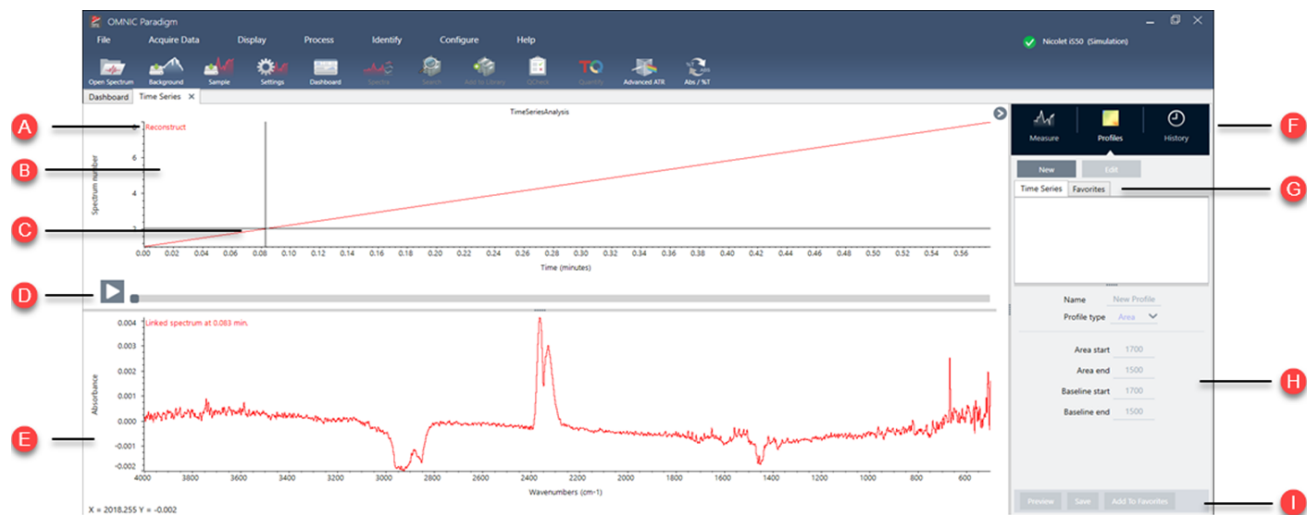 OMNIC Paradigm
File Acquire Data Display Process Identify Configure Help
Nicolet iS50 (Simulation)
Open Spectrum Background Sample Settings Dashboard Spectra Search Add to Library QCheck Quantify Advanced ATR Abs / %T
Dashboard Time Series X
TimeSeriesAnalysis
A
B
C
D
E
8
6
4
2
Spectrum number
Reconstruct
0.00 0.02 0.04 0.06 0.08 0.10 0.12 0.14 0.16 0.18 0.20 0.22 0.24 0.26 0.28 0.30 0.32 0.34 0.36 0.38 0.40 0.42 0.44 0.46 0.48 0.50 0.52 0.54 0.56
Time (minutes)
Linked spectrum at 0.083 min.
0.004
0.003
0.002
0.001
0.000
-0.001
-0.002
Absorbance
4000 3800 3600 3400 3200 3000 2800 2600 2400 2200 2000 1800 1600 1400 1200 1000 800 600
Wavenumbers (cm-1)
X = 2018.255 Y = -0.002
Measure Profiles History
New Edit
Time Series Favorites
Name New Profile
Profile type Area
Area start 1700
Area end 1500
Baseline start 1700
Baseline end 1500
Preview Save Add To Favorites
F
G
H
I